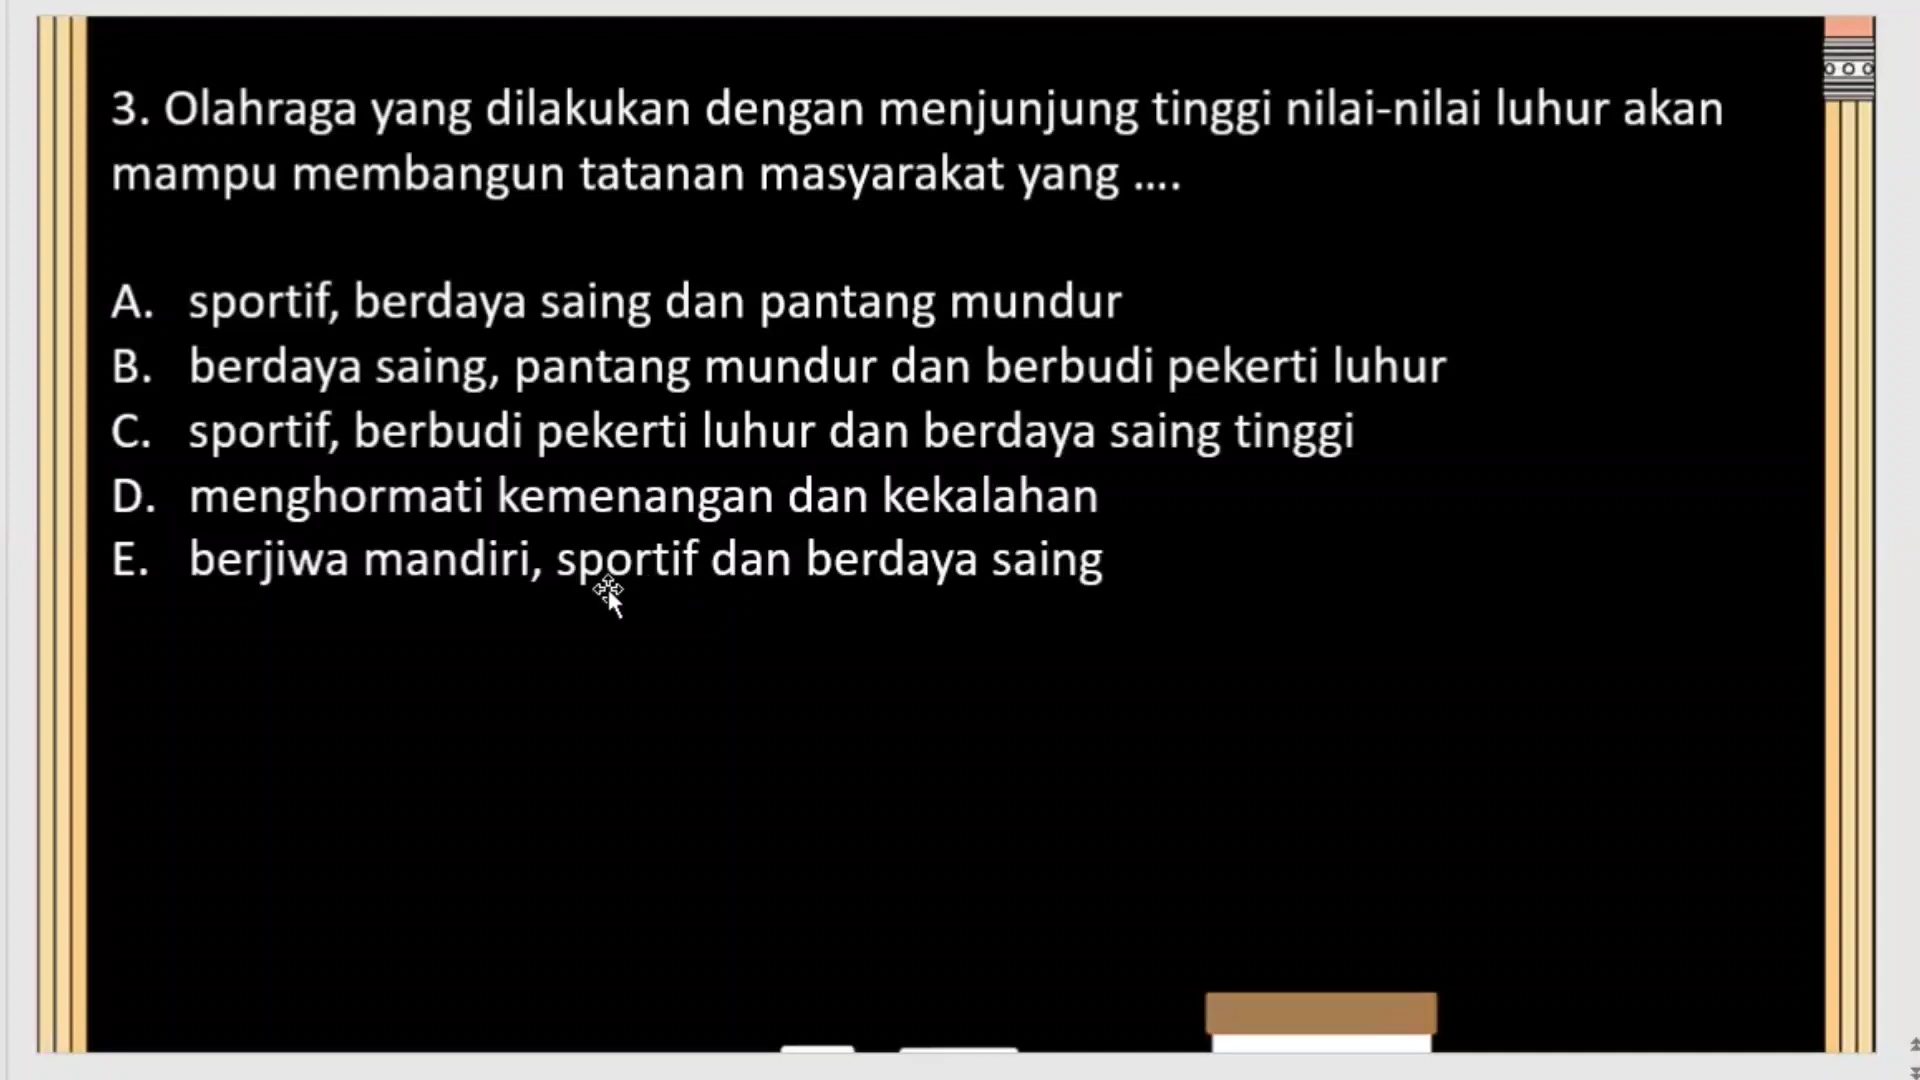 3. Olahraga yang dilakukan dengan menjunjung tinggi nilai-nilai luhur akan
mampu membangun tatanan masyarakat yang ....
A. sportif, berdaya saing dan pantang mundur
B. berdaya saing, pantang mundur dan berbudi pekerti luhur
C. sportif, berbudi pekerti luhur dan berdaya saing tinggi
D. menghormati kemenangan dan kekalahan
E. berjiwa mandiri, sportif dan berdaya saing